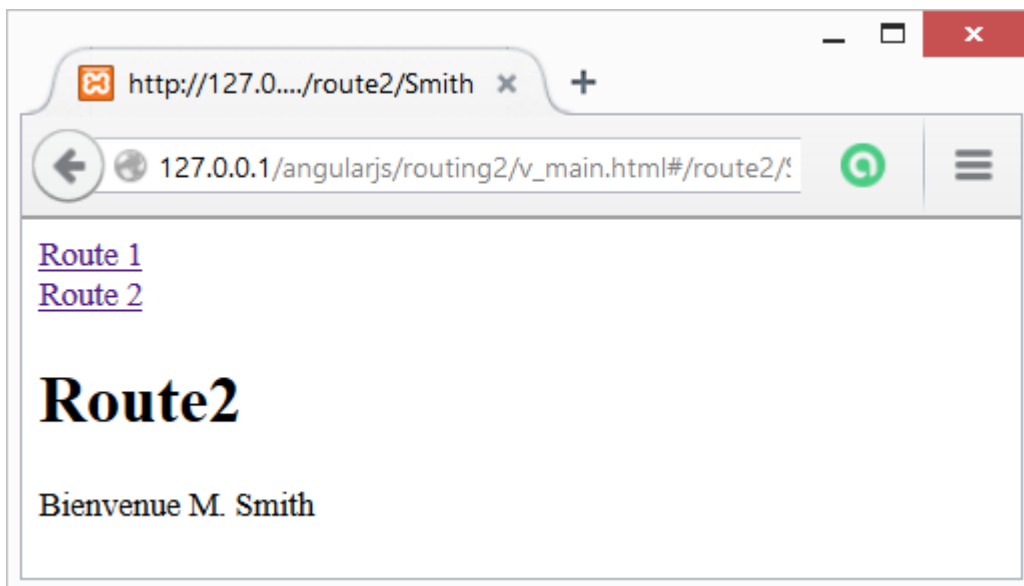 http://127.0..../route2/Smith
127.0.0.1/angularjs/routing2/v_main.html#/route2/
Route 1
Route 2
Route2
Bienvenue M. Smith